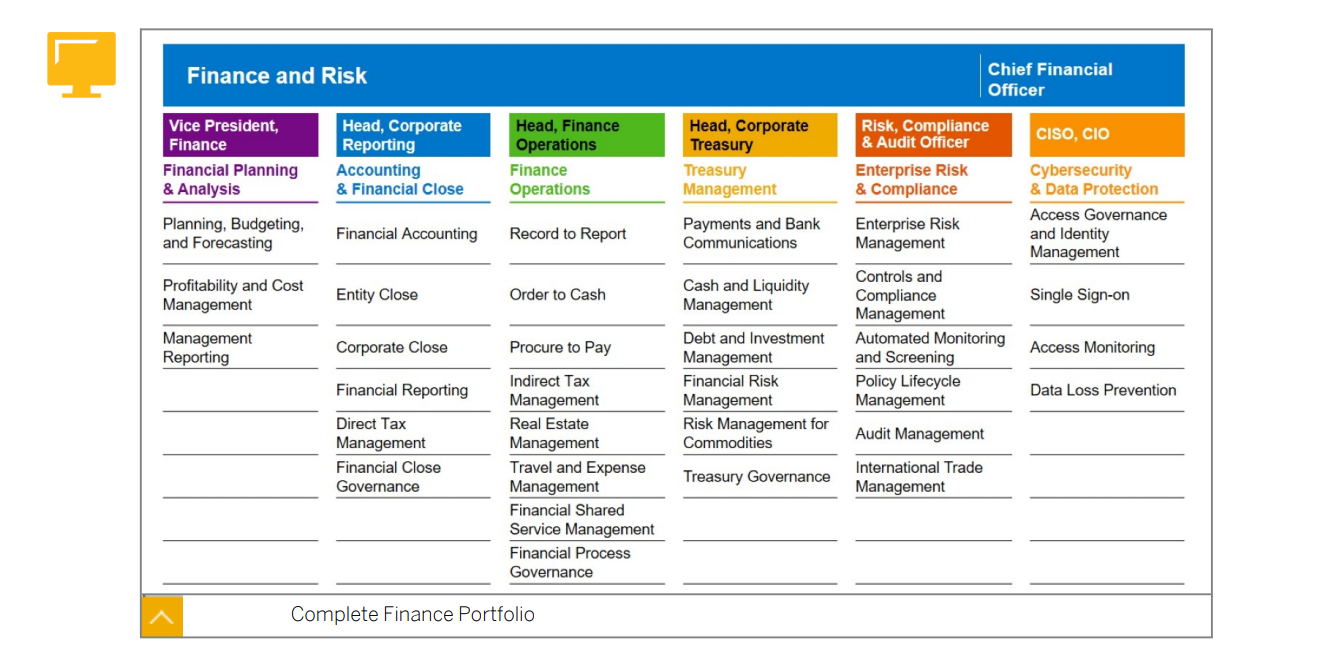 Finance and Risk
Chief Financial
Officer
Vice President,
Finance
Financial Planning
& Analysis
Planning, Budgeting,
and Forecasting
Profitability and Cost
Management
Management
Reporting
Head, Corporate
Reporting
Accounting
& Financial Close
Financial Accounting
Entity Close
Corporate Close
Financial Reporting
Direct Tax
Management
Financial Close
Governance
Head, Finance
Operations
Finance
Operations
Record to Report
Order to Cash
Procure to Pay
Indirect Tax
Management
Real Estate
Management
Travel and Expense
Management
Financial Shared
Service Management
Financial Process
Governance
Head, Corporate
Treasury
Treasury
Management
Payments and Bank
Communications
Cash and Liquidity
Management
Debt and Investment
Management
Financial Risk
Management
Risk Management for
Commodities
Treasury Governance
Risk, Compliance
& Audit Officer
Enterprise Risk
& Compliance
Enterprise Risk
Management
Controls and
Compliance
Management
Automated Monitoring
and Screening
Policy Lifecycle
Management
Audit Management
International Trade
Management
CISO, CIO
Cybersecurity
& Data Protection
Access Governance
and Identity
Management
Single Sign-on
Access Monitoring
Data Loss Prevention
Complete Finance Portfolio